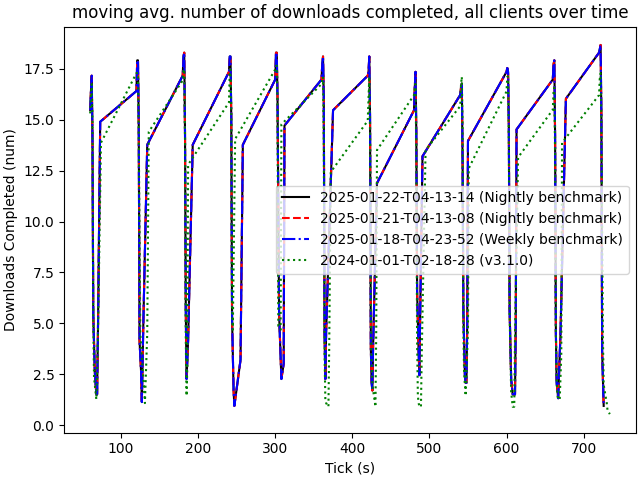 moving avg. number of downloads completed, all clients over time
Downloads Completed (num)
17.5
15.0
12.5
10.0
7.5
5.0
2.5
0.0
2025-01-22-T04-13-14 (Nightly benchmark)
2025-01-21-T04-13-08 (Nightly benchmark)
2025-01-18-T04-23-52 (Weekly benchmark)
2024-01-01-T02-18-28 (v3.1.0)
100 200 300 400 500 600 700
Tick (s)